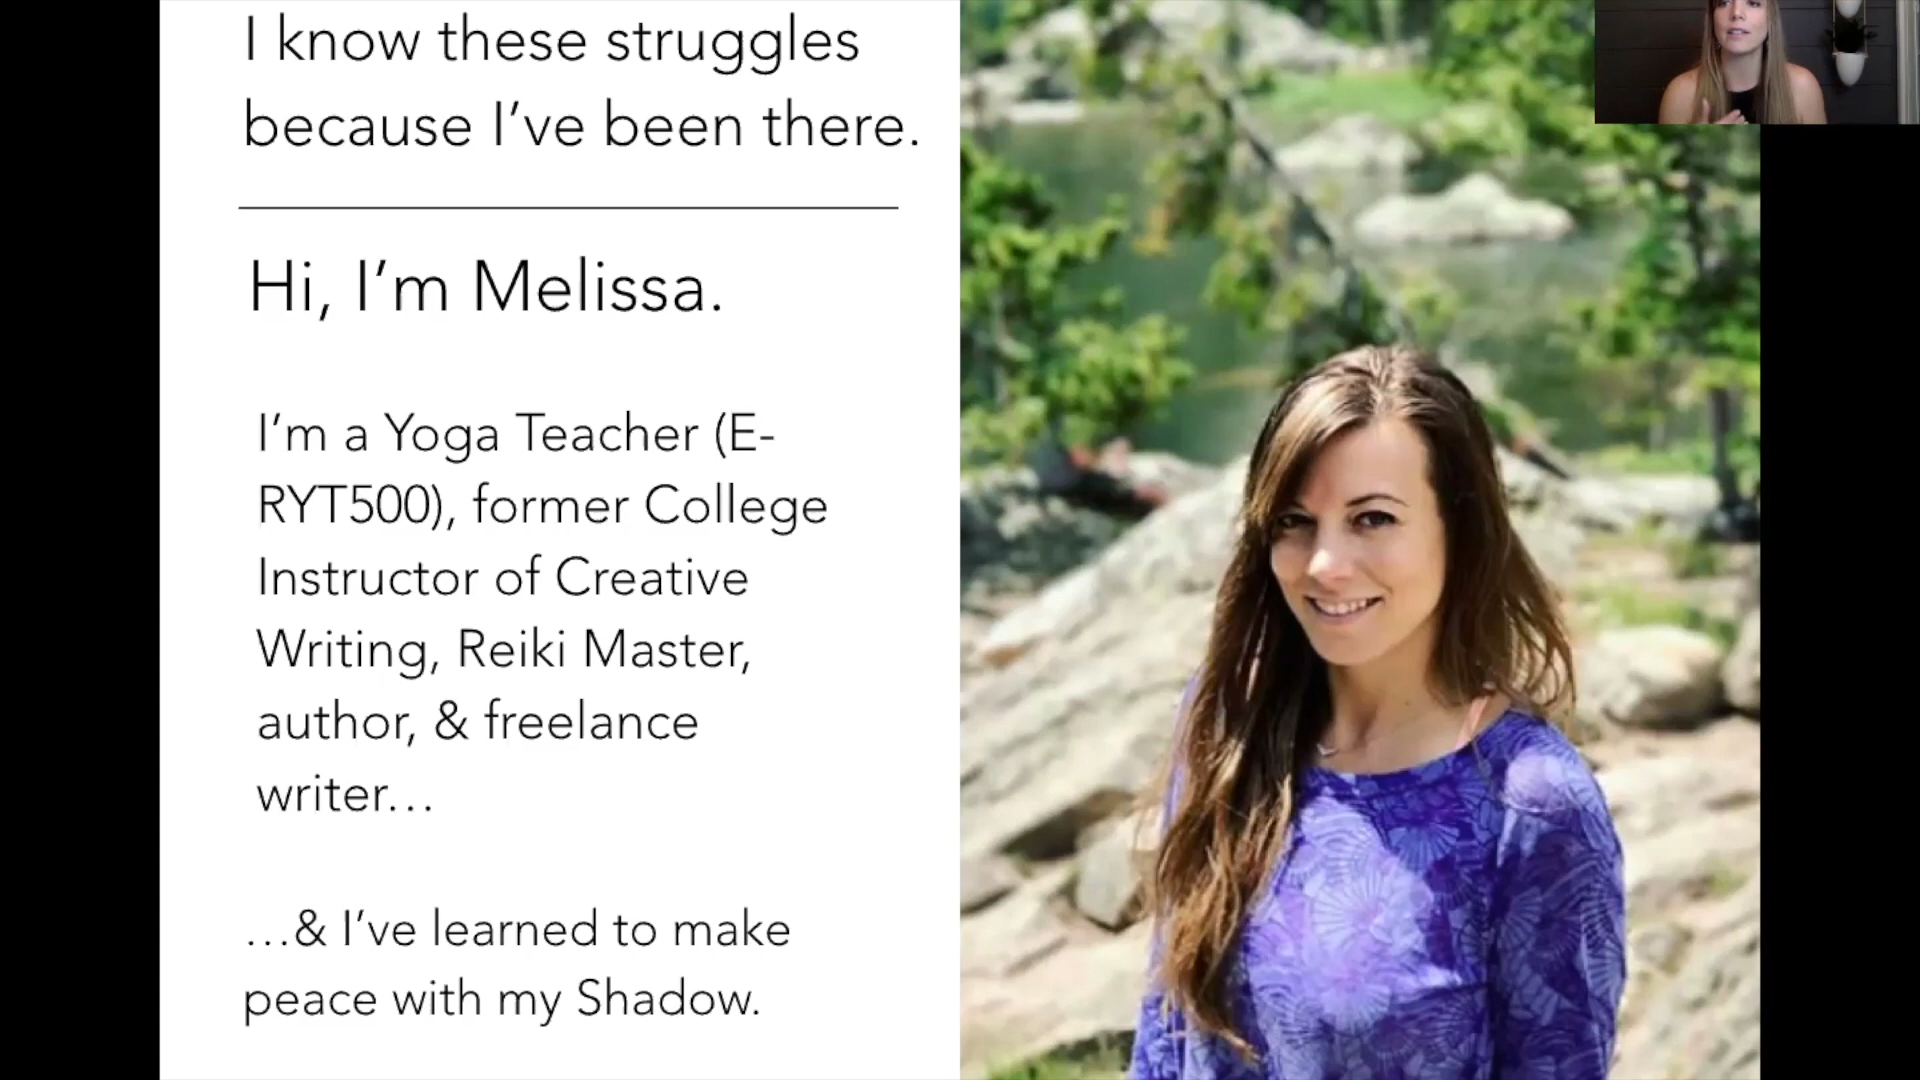 I know these struggles
because I’ve been there.
Hi, I’m Melissa.
I’m a Yoga Teacher (E-
RYT500), former College
Instructor of Creative
Writing, Reiki Master,
author, & freelance
writer…
…& I’ve learned to make
peace with my Shadow.